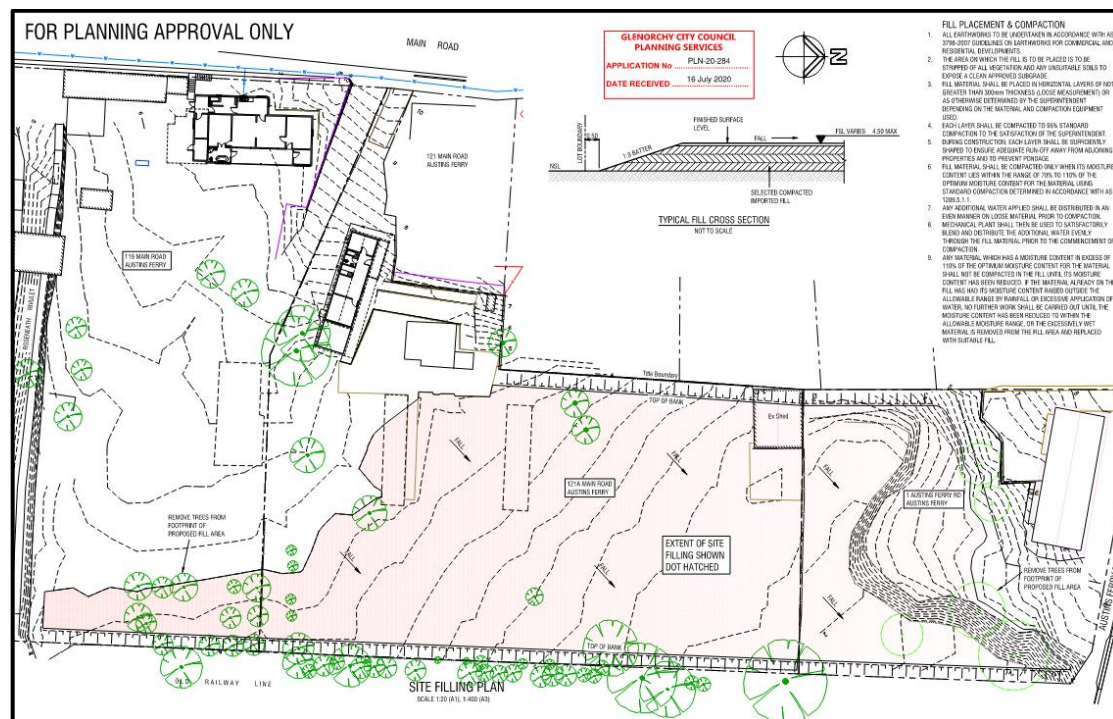 FOR PLANNING APPROVAL ONLY
MAIN ROAD
GLENORCHY CITY COUNCIL
PLANNING SERVICES
APPLICATION No PLN-20-284
DATE RECEIVED 16 July 2020
N
FILL PLACEMENT & COMPACTION
1. ALL EARTHWORKS TO BE UNDERTAKEN IN ACCORDANCE WITH AS
3798-2007 GUIDELINES ON EARTHWORKS FOR COMMERCIAL AND
RESIDENTIAL DEVELOPMENTS.
2. THE AREA ON WHICH THE FILL IS TO BE PLACED IS TO BE
STRIPPED OF ALL VEGETATION AND ANY UNSUITABLE SOILS TO
EXPOSE A CLEAN APPROVED SUBGRADE.
3. FILL MATERIAL SHALL BE PLACED IN HORIZONTAL LAYERS OF NOT
GREATER THAN 300mm THICKNESS (LOOSE MEASUREMENT) OR
AS OTHERWISE DETERMINED BY THE SUPERINTENDENT
DEPENDING ON THE MATERIAL AND COMPACTION EQUIPMENT
USED.
4. EACH LAYER SHALL BE COMPACTED TO 95% STANDARD
COMPACTION TO THE SATISFACTION OF THE SUPERINTENDENT.
5. DURING CONSTRUCTION, EACH LAYER SHALL BE SUFFICIENTLY
SHAPED TO ENSURE ADEQUATE RUN-OFF AWAY FROM ADJOINING
PROPERTIES AND TO PREVENT PONDAGE.
6. FILL MATERIAL SHALL BE COMPACTED ONLY WHEN ITS MOISTURE
CONTENT LIES WITHIN THE RANGE OF 70% TO 110% OF THE
OPTIMUM MOISTURE CONTENT FOR THE MATERIAL USING
STANDARD COMPACTION DETERMINED IN ACCORDANCE WITH AS
1289.5.1.1.
7. ANY ADDITIONAL WATER APPLIED SHALL BE DISTRIBUTED IN AN
EVEN MANNER ON LOOSE MATERIAL PRIOR TO COMPACTION.
8. MECHANICAL PLANT SHALL THEN BE USED TO SATISFACTORILY
BLEND AND DISTRIBUTE THE ADDITIONAL WATER EVENLY
THROUGH THE FILL MATERIAL PRIOR TO THE COMMENCEMENT OF
COMPACTION.
9. ANY MATERIAL WHICH HAS A MOISTURE CONTENT IN EXCESS OF
110% OF THE OPTIMUM MOISTURE CONTENT FOR THE MATERIAL
SHALL NOT BE COMPACTED IN THE FILL UNTIL ITS MOISTURE
CONTENT HAS BEEN REDUCED. IF THE MATERIAL ALREADY ON THE
FILL HAS HAD ITS MOISTURE CONTENT RAISED OUTSIDE THE
ALLOWABLE RANGE BY RAINFALL OR EXCESSIVE APPLICATION OF
WATER, NO FURTHER WORK SHALL BE CARRIED OUT UNTIL THE
MOISTURE CONTENT HAS BEEN REDUCED TO WITHIN THE
ALLOWABLE MOISTURE RANGE, OR THE EXCESSIVELY WET
MATERIAL IS REMOVED FROM THE FILL AREA AND REPLACED
WITH SUITABLE FILL.
LOT BOUNDARY
0.50
NSL
1:3 BATTER
FINISHED SURFACE
LEVEL
FALL
FSL VARIES 4.50 MAX
SELECTED COMPACTED
IMPORTED FILL
TYPICAL FILL CROSS SECTION
NOT TO SCALE
10
10
121 MAIN ROAD
AUSTINS FERRY
119 MAIN ROAD
AUSTINS FERRY
ROSENEATH RIVULET
Title Boundary
TOP OF BANK
Ex Shed
FALL
FALL
FALL
121A MAIN ROAD
AUSTINS FERRY
1 AUSTINS FERRY RD
AUSTINS FERRY
REMOVE TREES FROM
FOOTPRINT OF
PROPOSED FILL AREA
EXTENT OF SITE
FILLING SHOWN
DOT HATCHED
FALL
FALL
FALL
REMOVE TREES FROM
FOOTPRINT OF
PROPOSED FILL AREA
TOP OF BANK
OLD RAILWAY LINE
SITE FILLING PLAN
SCALE 1:20 (A1), 1:400 (A3)